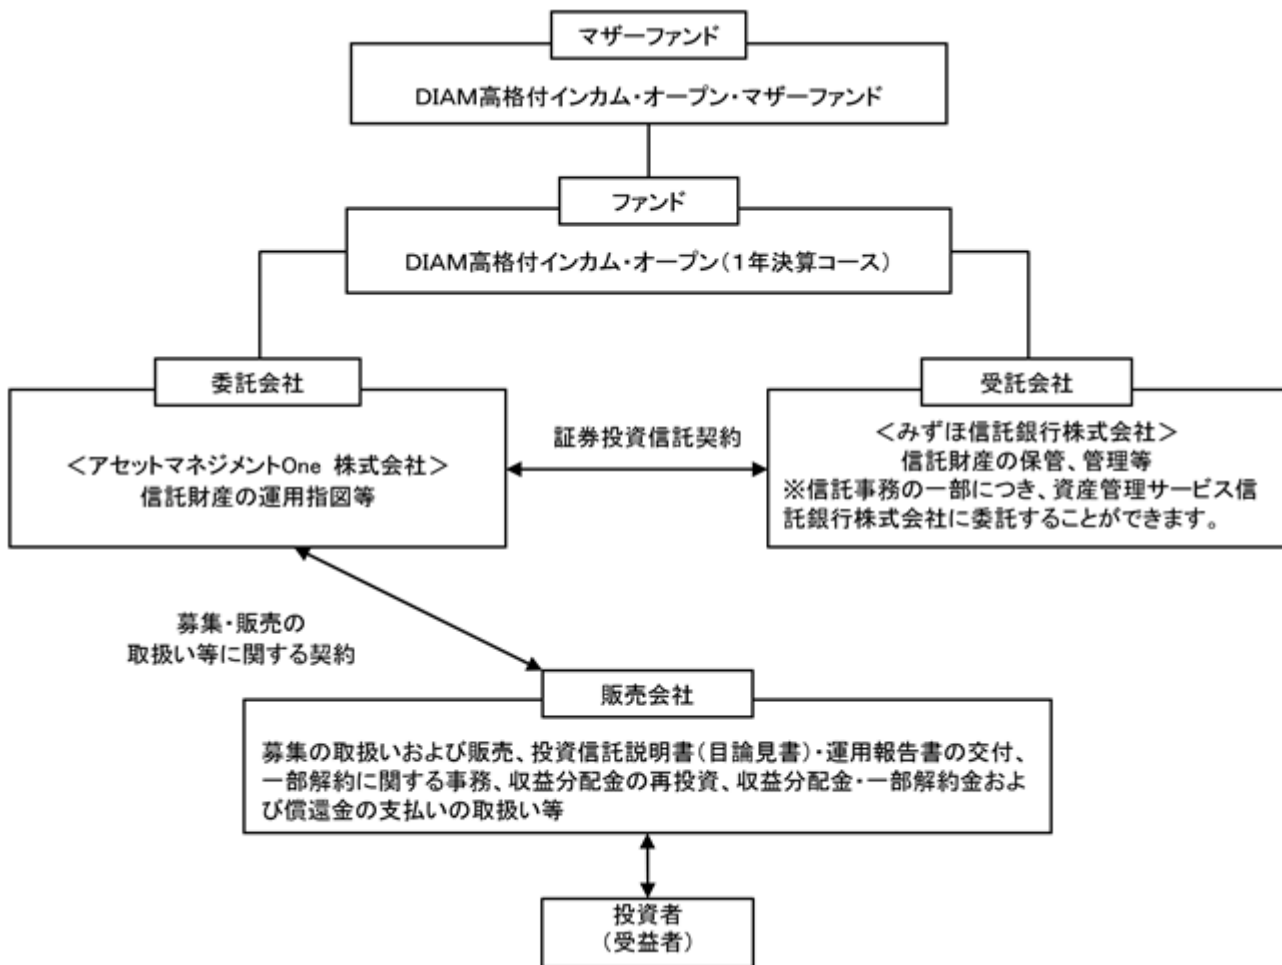 マザーファンド
DIAM高格付インカム・オープン・マザーファンド
ファンド
DIAM高格付インカム・オープン(1年決算コース)
委託会社
<アセットマネジメントOne 株式会社>
信託財産の運用指図等
証券投資信託契約
受託会社
<みずほ信託銀行株式会社>
信託財産の保管、管理等
※信託事務の一部につき、資産管理サービス信
託銀行株式会社に委託することができます。
募集・販売の
取扱い等に関する契約
販売会社
募集の取扱いおよび販売、投資信託説明書(目論見書)・運用報告書の交付、
一部解約に関する事務、収益分配金の再投資、収益分配金・一部解約金およ
び償還金の支払いの取扱い等
投資者
(受益者)